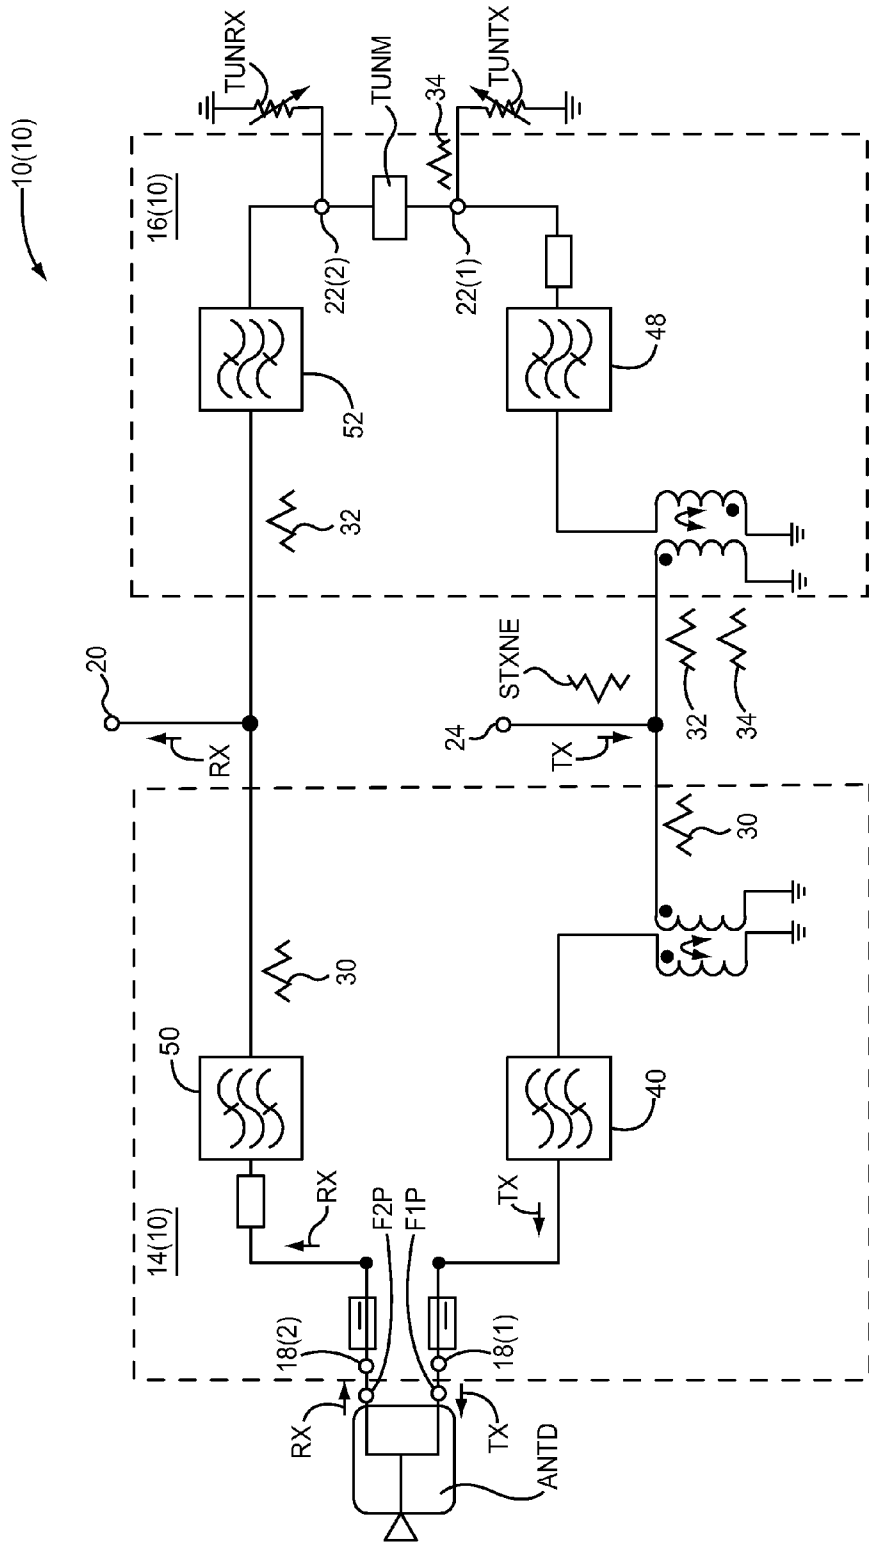 10(10)
16(10)
TUNRX
TUNM
34
TUNTX
22(2)
22(1)
52
48
32
20
RX
STXNE
24
TX
32
34
30
30
50
40
14(10)
RX
F2P
F1P
TX
18(2)
18(1)
RX
TX
ANTD